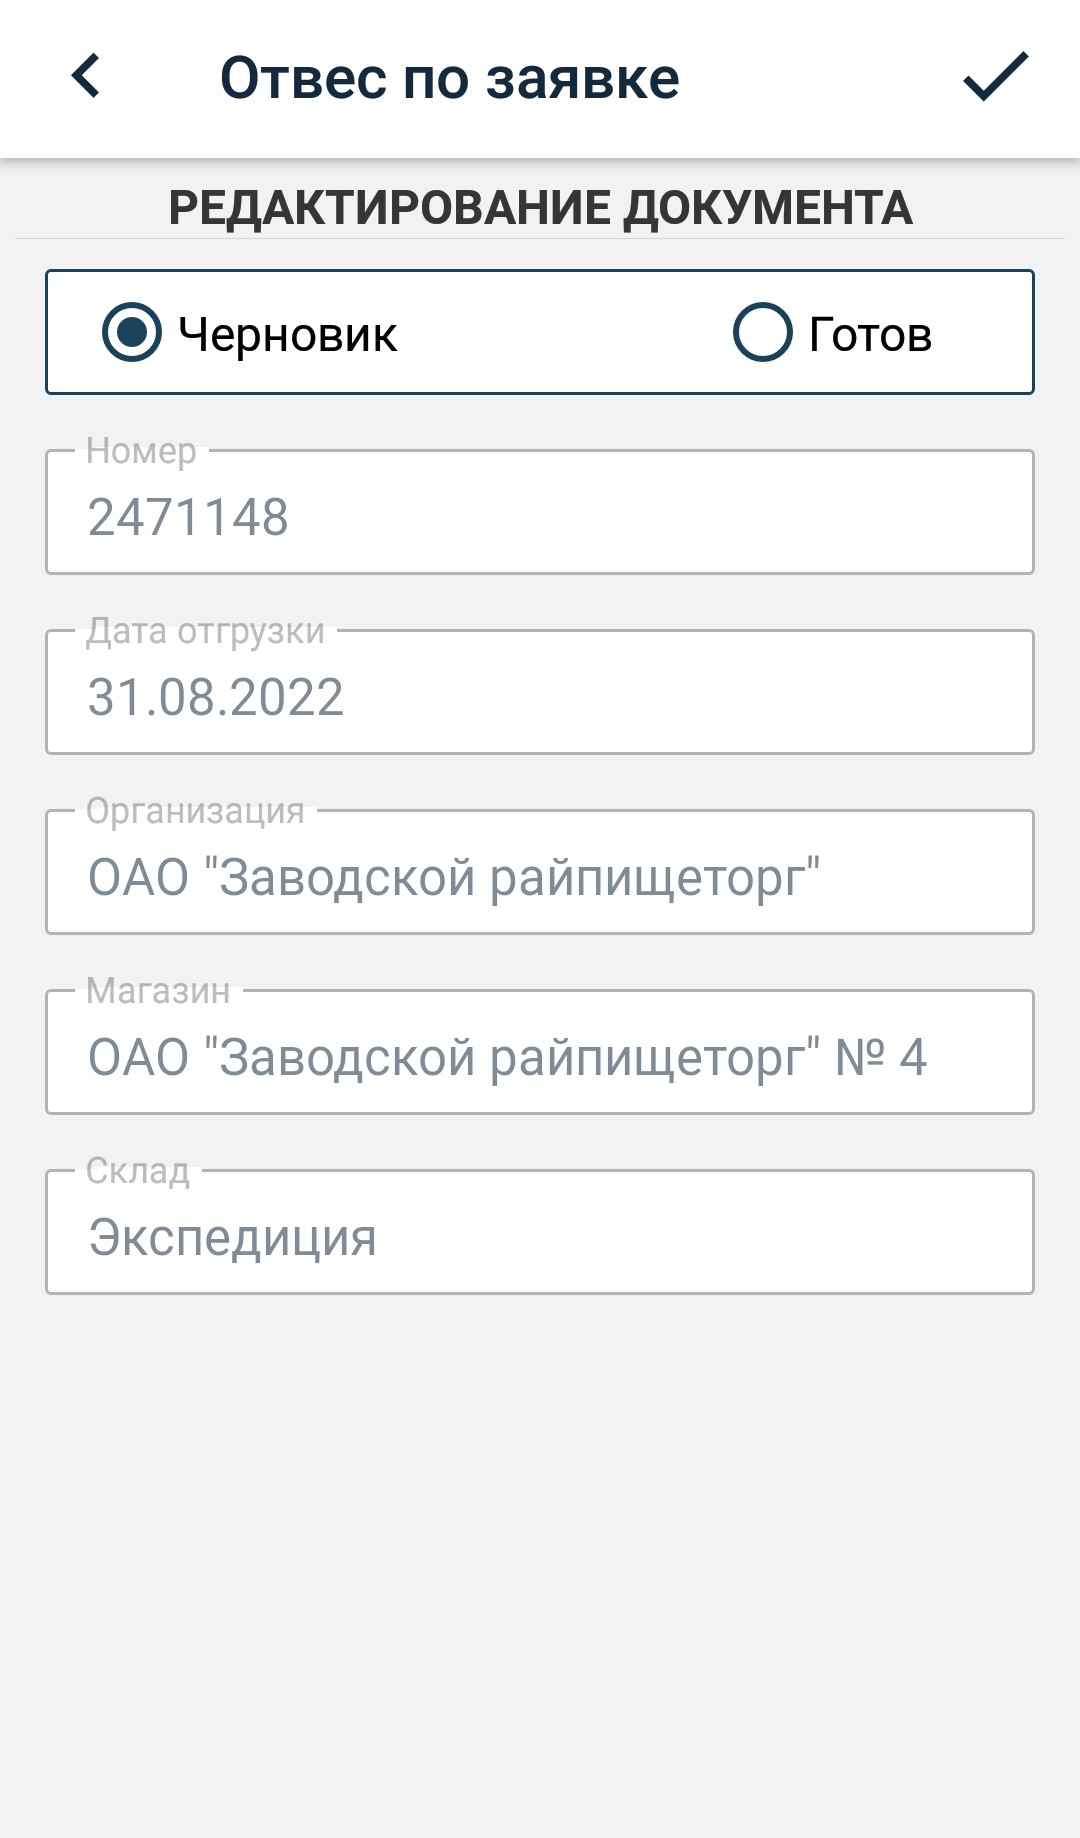 Отвес по заявке
РЕДАКТИРОВАНИЕ ДОКУМЕНТА
Черновик Готов
Номер
2471148
Дата отгрузки
31.08.2022
Организация
ОАО "Заводской райпищеторг"
Магазин
ОАО "Заводской райпищеторг" № 4
Склад
Экспедиция